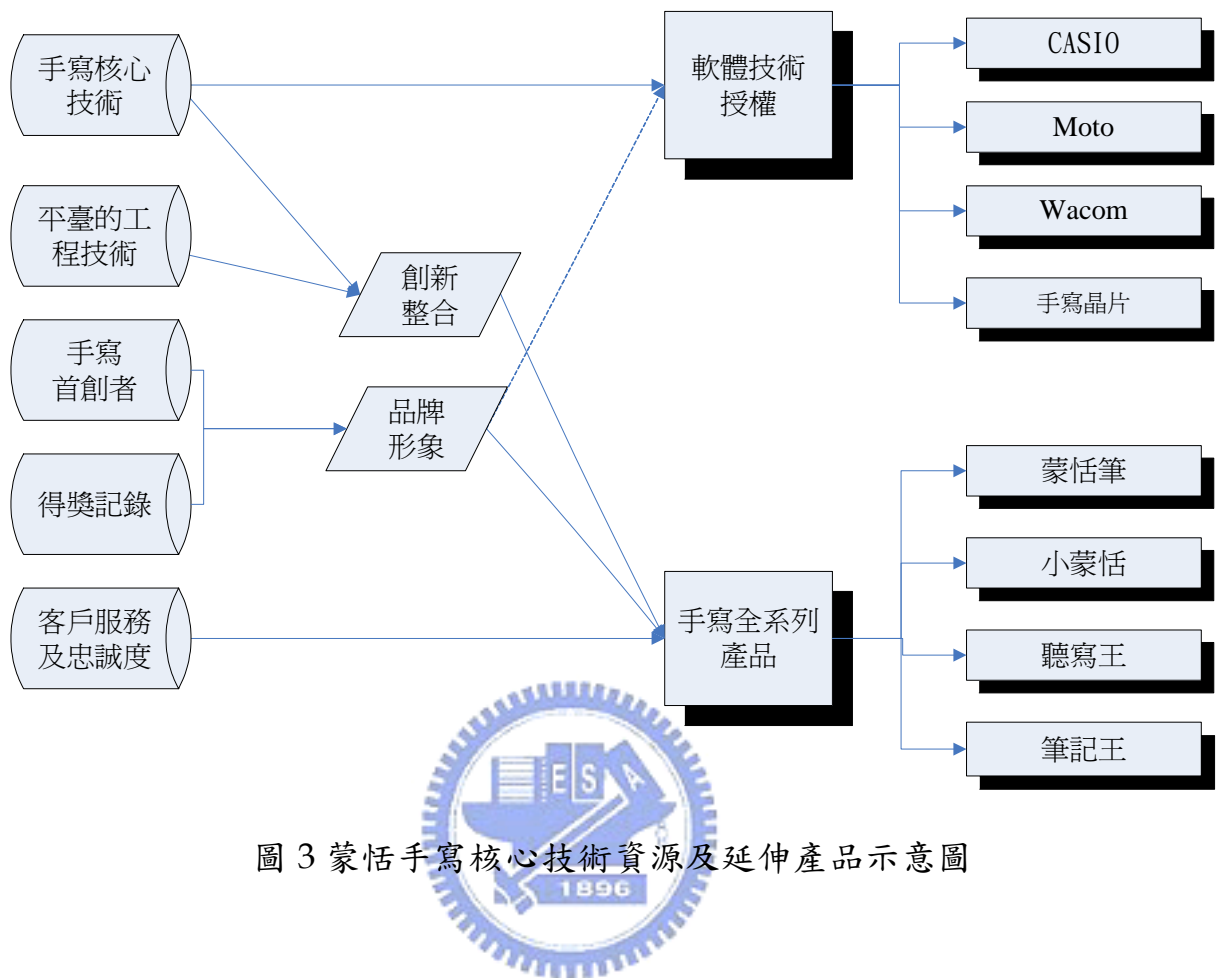 手寫核心
技術
平臺的工
程技術
手寫
首創者
得獎記錄
客戶服務
及忠誠度
創新
整合
品牌
形象
軟體技術
授權
手寫全系列
產品
CASIO
Moto
Wacom
手寫晶片
蒙恬筆
小蒙恬
聽寫王
筆記王
ESA
圖 3 蒙恬手寫核心技術資源及延伸產品示意圖
1896